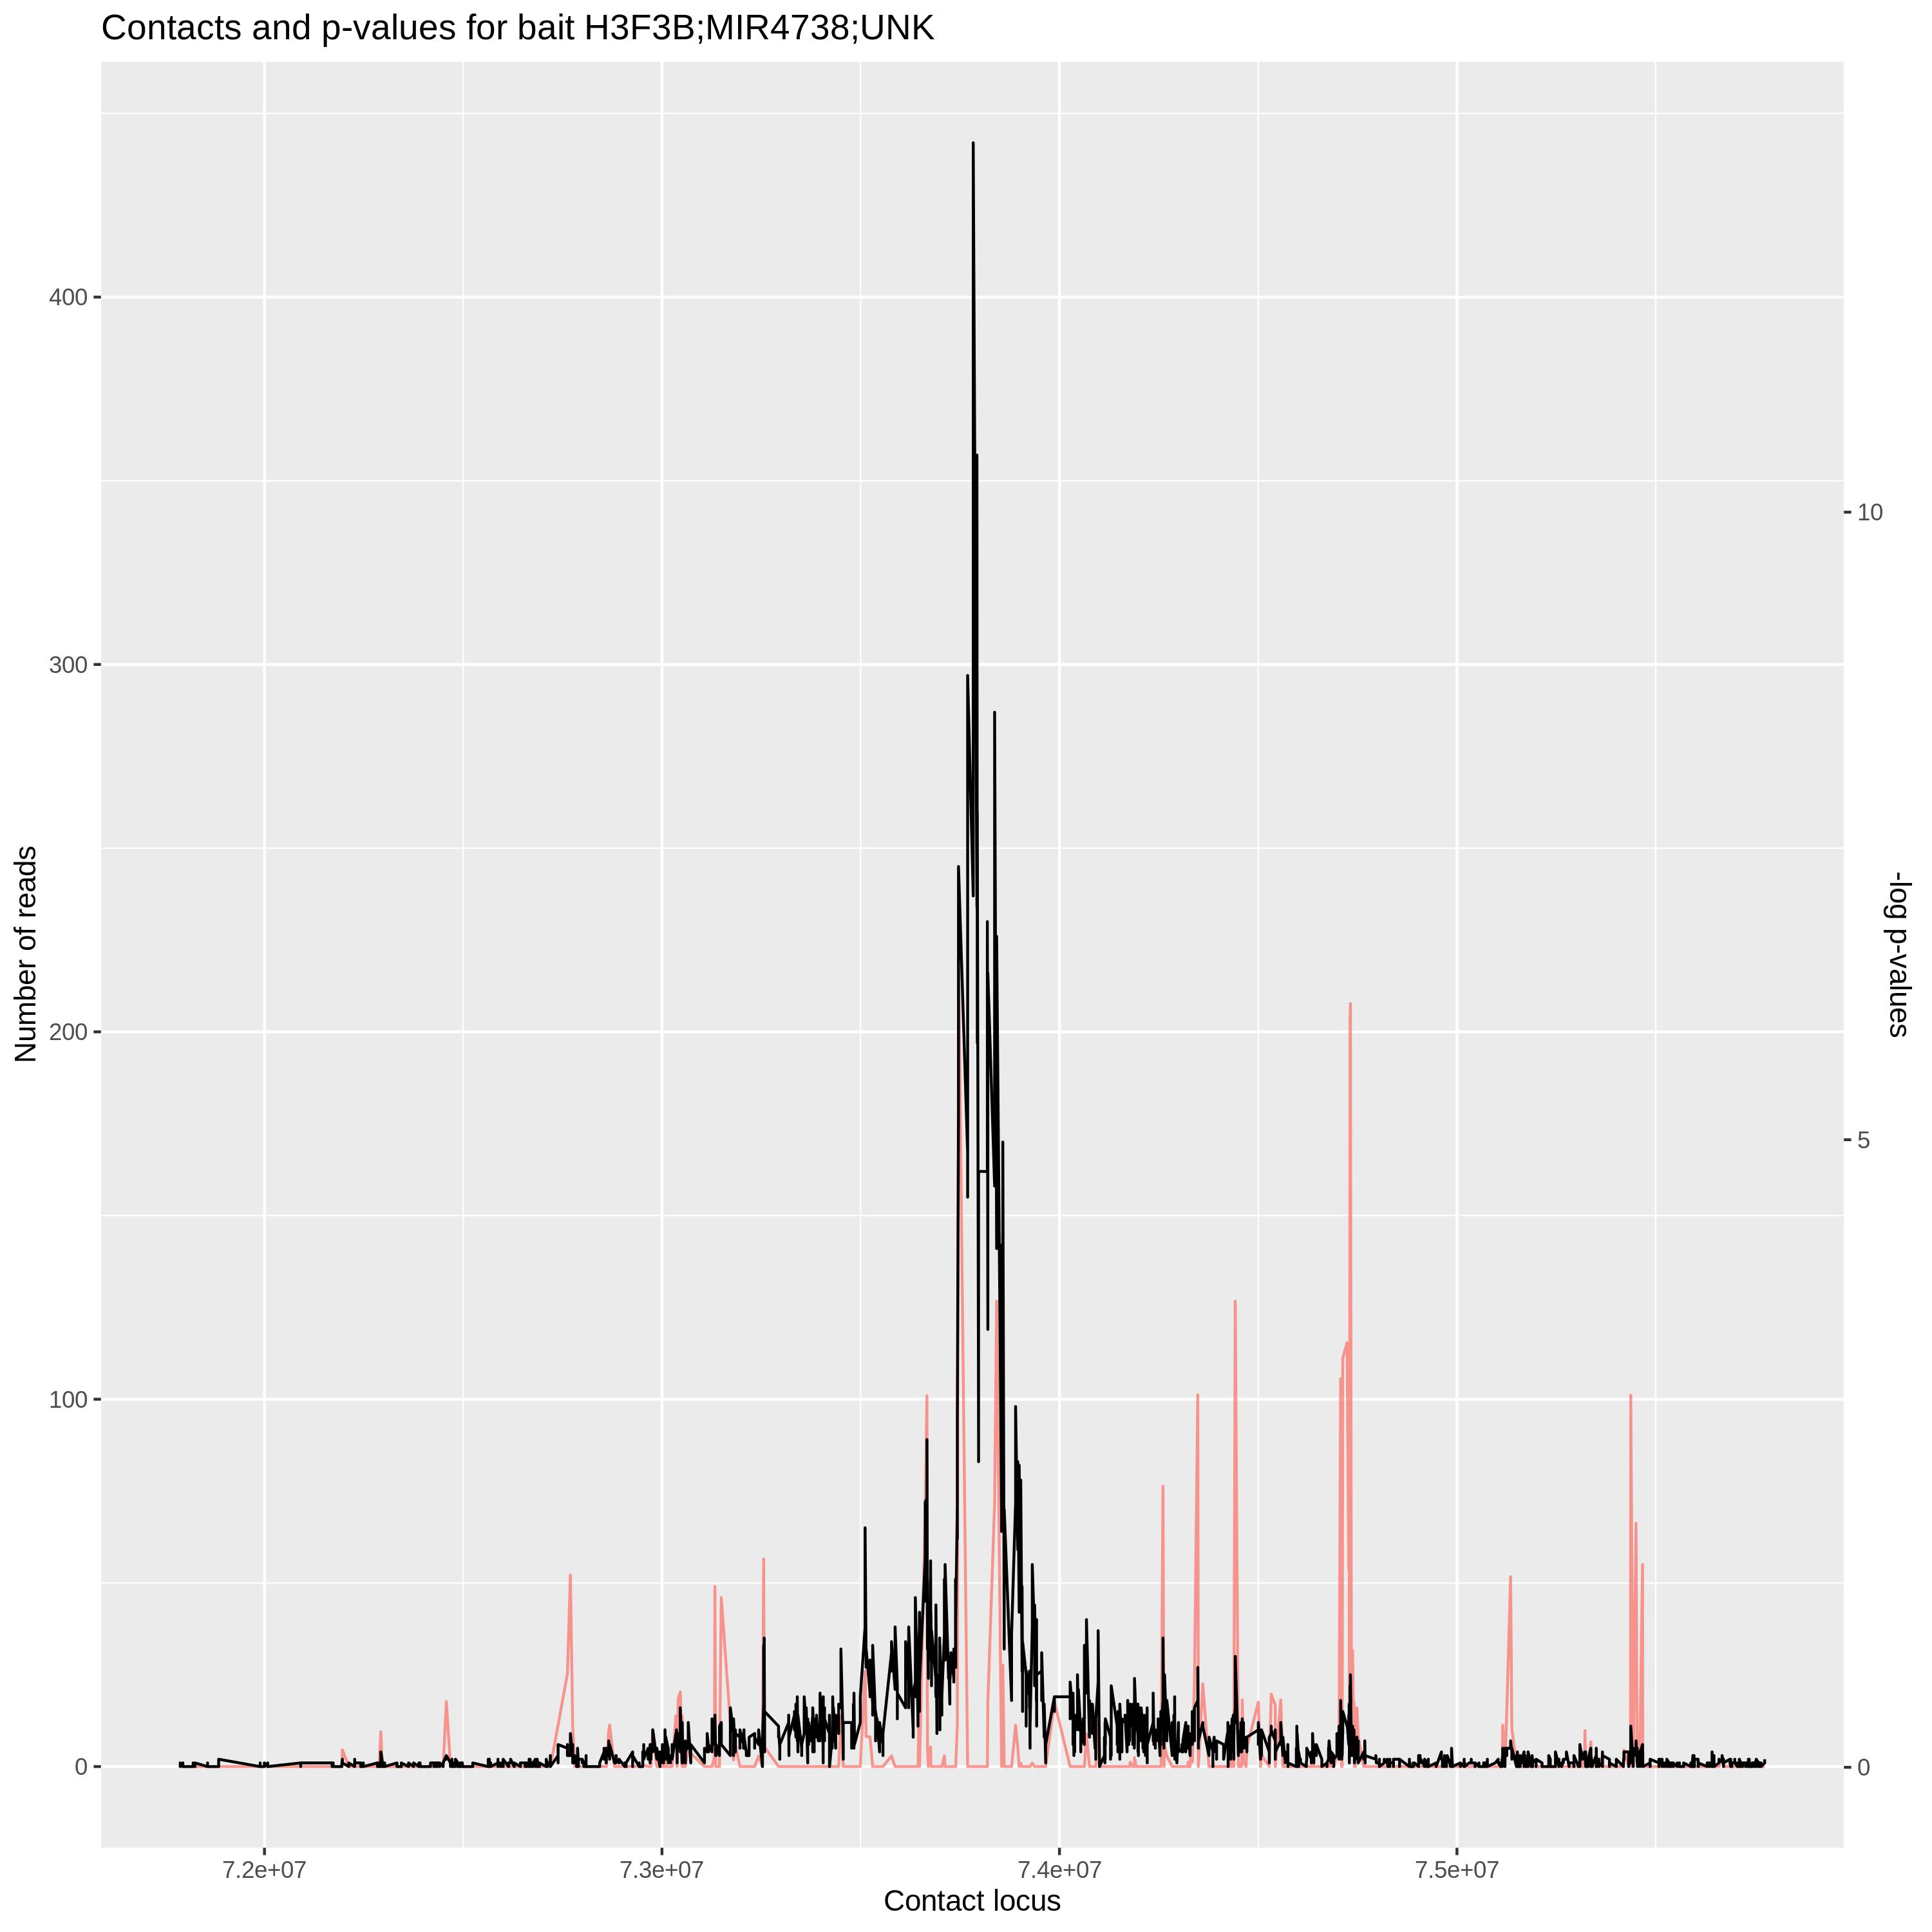 Contacts and p-values for bait H3F3B;MIR4738;UNK
400
300
200
100
0
Number of reads
10
5
0
-log p-values
7.2e+07
7.3e+07
7.4e+07
7.5e+07
Contact locus